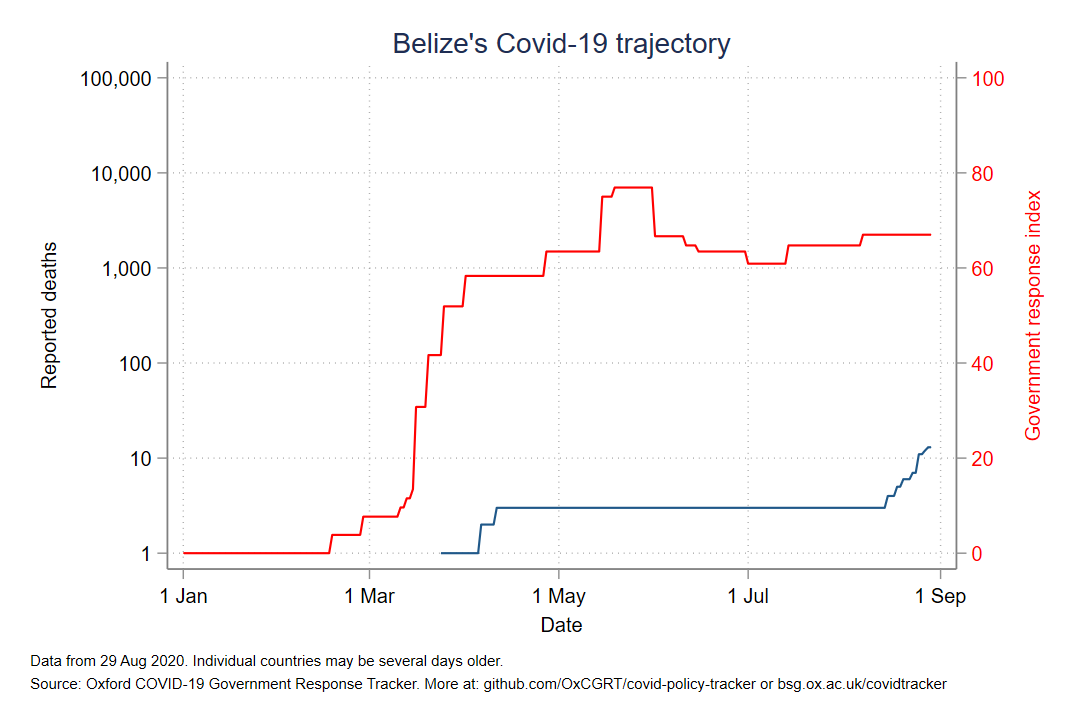 Belize's Covid-19 trajectory
100,000
10,000
1,000
100
10
1
Reported deaths
100
80
60
40
20
0
Government response index
1 Jan 1 Mar 1 May 1 Jul 1 Sep
Date
Data from 29 Aug 2020. Individual countries may be several days older.
Source: Oxford COVID-19 Government Response Tracker. More at: github.com/OxCGRT/covid-policy-tracker or bsg.ox.ac.uk/covidtracker